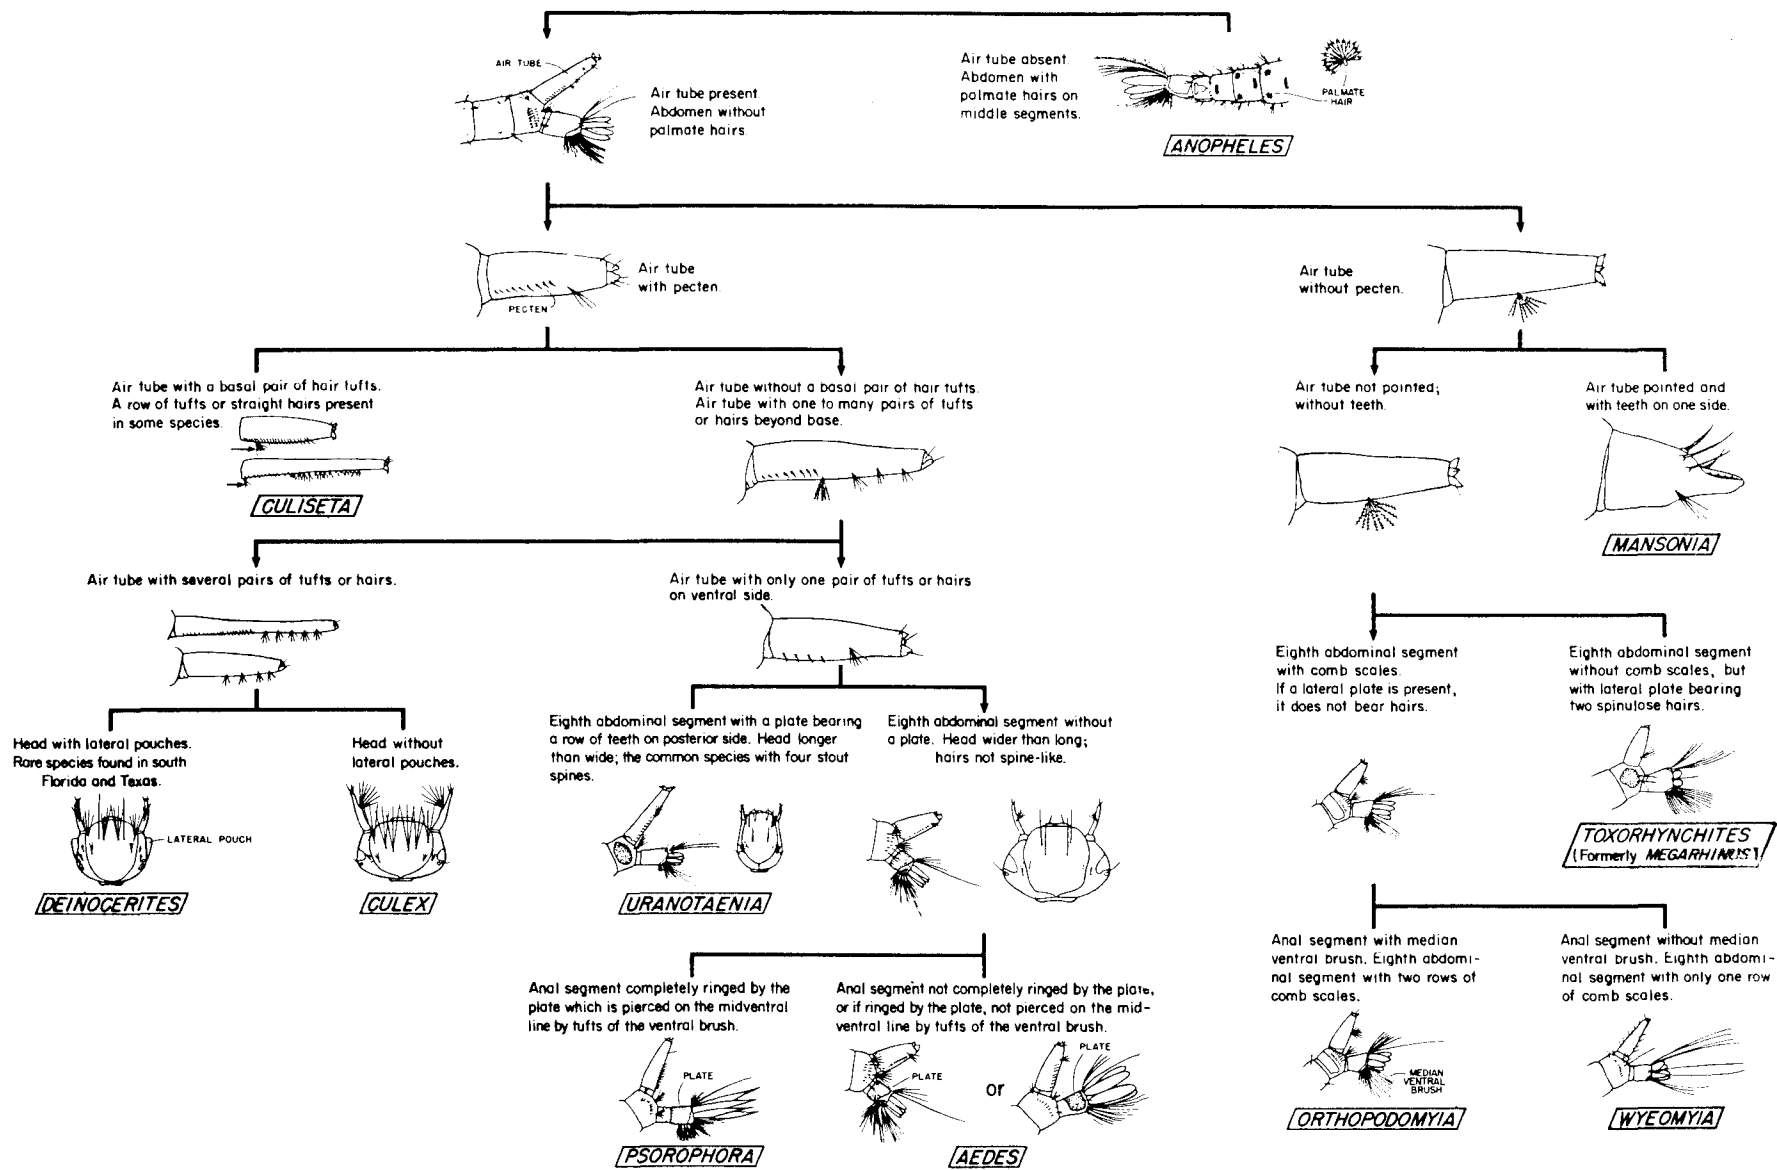 AIR TUBE
Air tube present.
Abdomen without
palmate hairs.
Air tube absent.
Abdomen with
palmate hairs on
middle segments.
PALMATE
HAIR
ANOPHELES
Air tube
with pecten.
PECTEN
Air tube
without pecten.
Air tube with a basal pair of hair tufts.
A row of tufts or straight hairs present
in some species.
CULISETA
Air tube without a basal pair of hair tufts.
Air tube with one to many pairs of tufts
or hairs beyond base.
Air tube not pointed;
without teeth.
Air tube pointed and
with teeth on one side.
MANSONIA
Air tube with several pairs of tufts or hairs.
Air tube with only one pair of tufts or hairs
on ventral side.
Eighth abdominal segment
with comb scales.
If a lateral plate is present,
it does not bear hairs.
Eighth abdominal segment
without comb scales, but
with lateral plate bearing
two spinulose hairs.
TOXORHYNCHITES
(Formerly MEGARHINUS)
Head with lateral pouches.
Rare species found in south
Florida and Texas.
LATERAL POUCH
DEINOCERITES
Head without
lateral pouches.
CULEX
Eighth abdominal segment with a plate bearing
a row of teeth on posterior side. Head longer
than wide; the common species with four stout
spines.
URANOTAENIA
Eighth abdominal segment without
a plate. Head wider than long;
hairs not spine-like.
Anal segment completely ringed by the
plate which is pierced on the midventral
line by tufts of the ventral brush.
PLATE
PSOROPHORA
Anal segment not completely ringed by the plate,
or if ringed by the plate, not pierced on the mid-
ventral line by tufts of the ventral brush.
PLATE
or
PLATE
AEDES
Anal segment with median
ventral brush. Eighth abdomi-
nal segment with two rows of
comb scales.
MEDIAN
VENTRAL
BRUSH
ORTHOPODOMYIA
Anal segment without median
ventral brush. Eighth abdomi-
nal segment with only one row
of comb scales.
WYEOMYIA